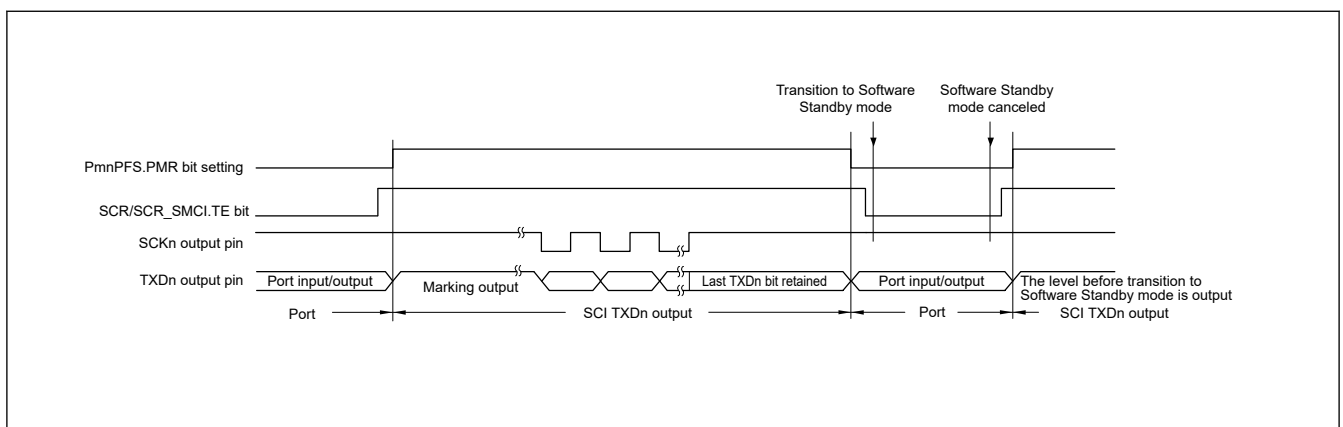 Transition to Software
Standby mode
Software Standby
mode canceled
PmnPFS.PMR bit setting
SCR/SCR_SMCI.TE bit
SCKn output pin
TXDn output pin
Port input/output
Marking output
Last TXDn bit retained
Port input/output
The level before transition to
Software Standby mode is output
Port
SCI TXDn output
Port
SCI TXDn output